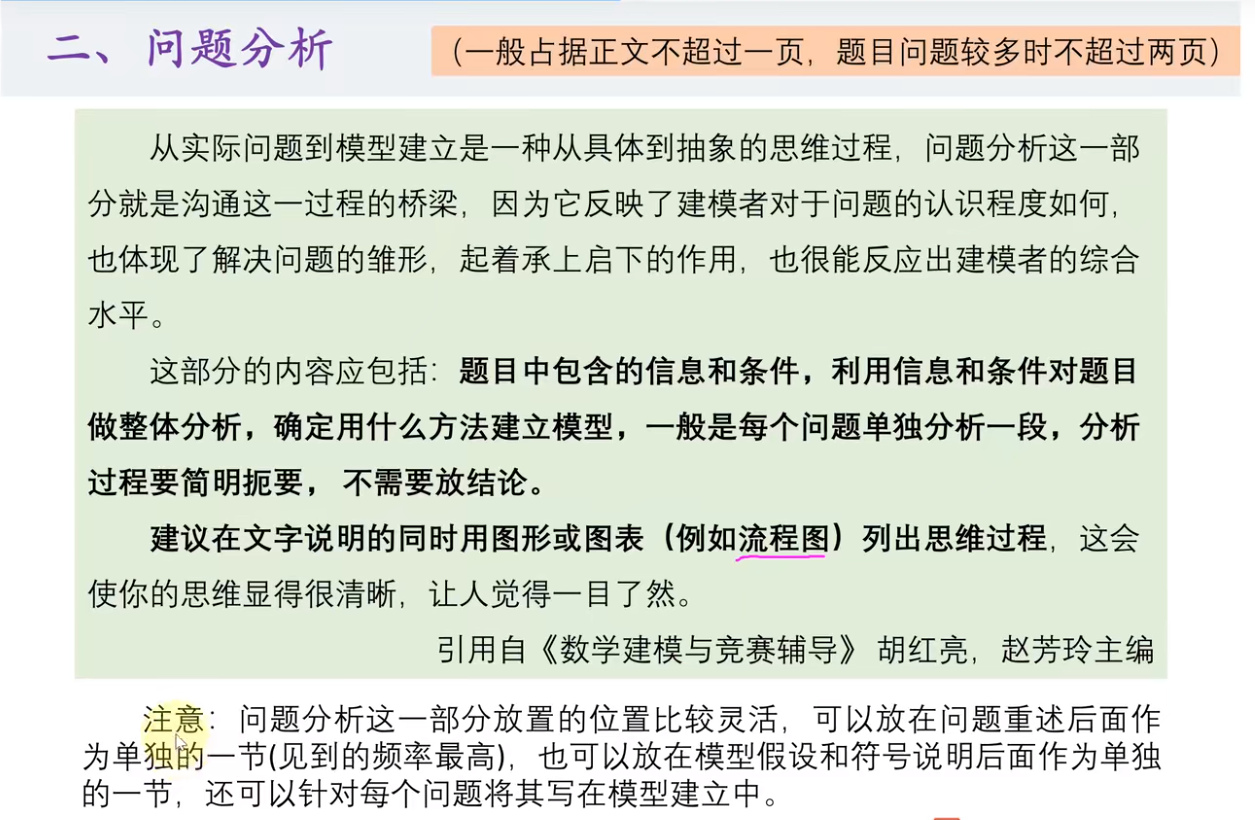 二、问题分析
（一般占据正文不超过一页，题目问题较多时不超过两页）
从实际问题到模型建立是一种从具体到抽象的思维过程，问题分析这一部
分就是沟通这一过程的桥梁，因为它反映了建模者对于问题的认识程度如何，
也体现了解决问题的雏形，起着承上启下的作用，也很能反应出建模者的综合
水平。
这部分的内容应包括：题目中包含的信息和条件，利用信息和条件对题目
做整体分析，确定用什么方法建立模型，一般是每个问题单独分析一段，分析
过程要简明扼要， 不需要放结论。
建议在文字说明的同时用图形或图表（例如流程图）列出思维过程，这会
使你的思维显得很清晰，让人觉得一目了然。
引用自《数学建模与竞赛辅导》 胡红亮，赵芳玲主编
注意：问题分析这一部分放置的位置比较灵活，可以放在问题重述后面作
为单独的一节(见到的频率最高)，也可以放在模型假设和符号说明后面作为单独
的一节，还可以针对每个问题将其写在模型建立中。